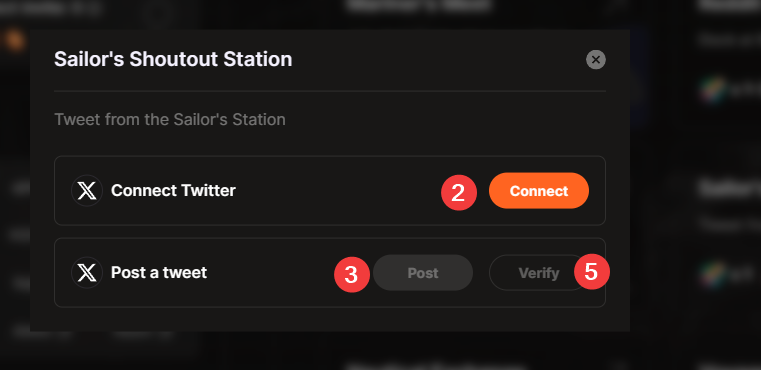 Sailor's Shoutout Station
Tweet from the Sailor's Station
Connect Twitter
2
Connect
Post a tweet
3
Post
Verify
5